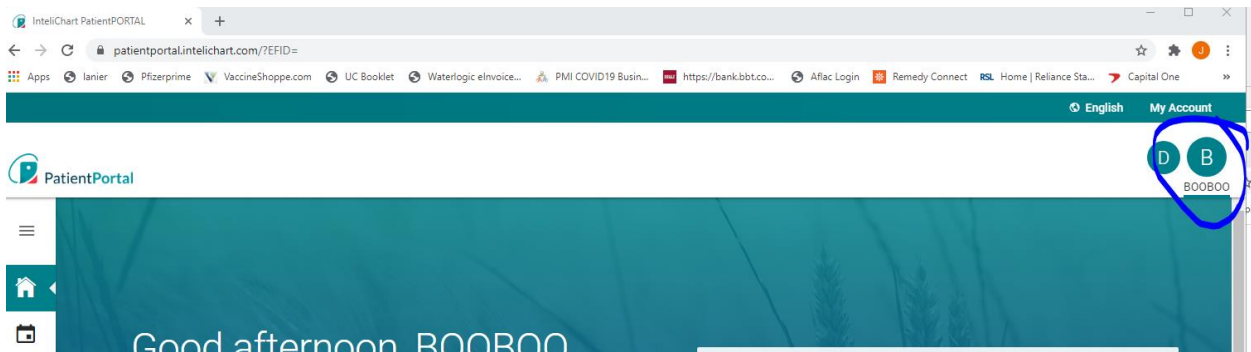 InteliChart PatientPORTAL
patientportal.intelichart.com/?EFID=
J
Apps lanier Pfizerprime VaccineShoppe.com UC Booklet Waterlogic eInvoice... PMI COVID19 Busin... https://bank.bbt.co... Aflac Login Remedy Connect RSL Home | Reliance Sta... Capital One »
English My Account
PatientPortal
D B
BOOBOO
Good afternoon, BOOBOO